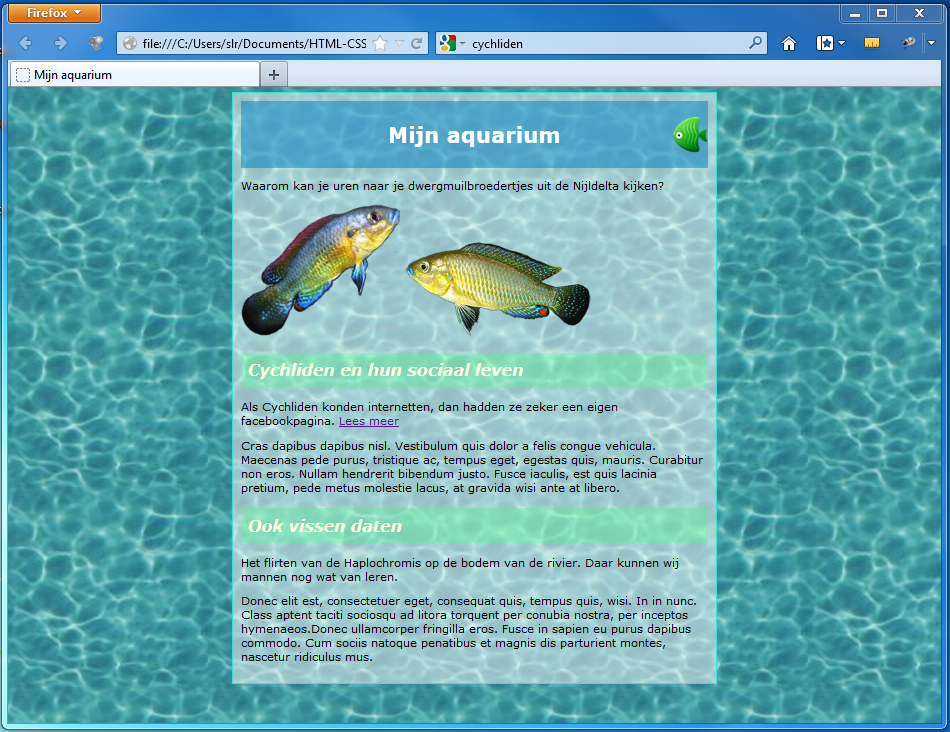 Firefox
file:///C:/Users/slr/Documents/HTML-CSS
cychliden
Mijn aquarium
Mijn aquarium
Waarom kan je uren naar je dwergmuilbroedertjes uit de Nijldelta kijken?
Cychliden en hun sociaal leven
Als Cychliden konden internetten, dan hadden ze zeker een eigen
facebookpagina. Lees meer
Cras dapibus dapibus nisl. Vestibulum quis dolor a felis congue vehicula.
Maecenas pede purus, tristique ac, tempus eget, egestas quis, mauris. Curabitur
non eros. Nullam hendrerit bibendum justo. Fusce iaculis, est quis lacinia
pretium, pede metus molestie lacus, at gravida wisi ante at libero.
Ook vissen daten
Het flirten van de Haplochromis op de bodem van de rivier. Daar kunnen wij
mannen nog wat van leren.
Donec elit est, consectetuer eget, consequat quis, tempus quis, wisi. In in nunc.
Class aptent taciti sociosqu ad litora torquent per conubia nostra, per inceptos
hymenaeos.Donec ullamcorper fringilla eros. Fusce in sapien eu purus dapibus
commodo. Cum sociis natoque penatibus et magnis dis parturient montes,
nascetur ridiculus mus.